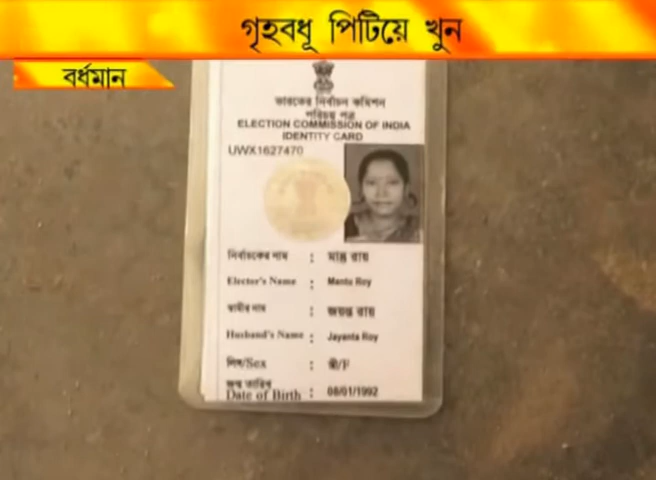 গৃহবধূ পিটিয়ে খুন
বর্ধমান
ভারতের নির্বাচন কমিশন
পরিচয় পত্র
ELECTION COMMISSION OF INDIA
IDENTITY CARD
UWX1627470
নির্বাচকের নাম : মান্তু রায়
Elector's Name : Mantu Roy
স্বামীর নাম : জয়ন্ত রায়
Husband's Name : Jayanta Roy
লিঙ্গ/Sex : স্ত্রী/F
জন্ম তারিখ
Date of Birth : 08/01/1992